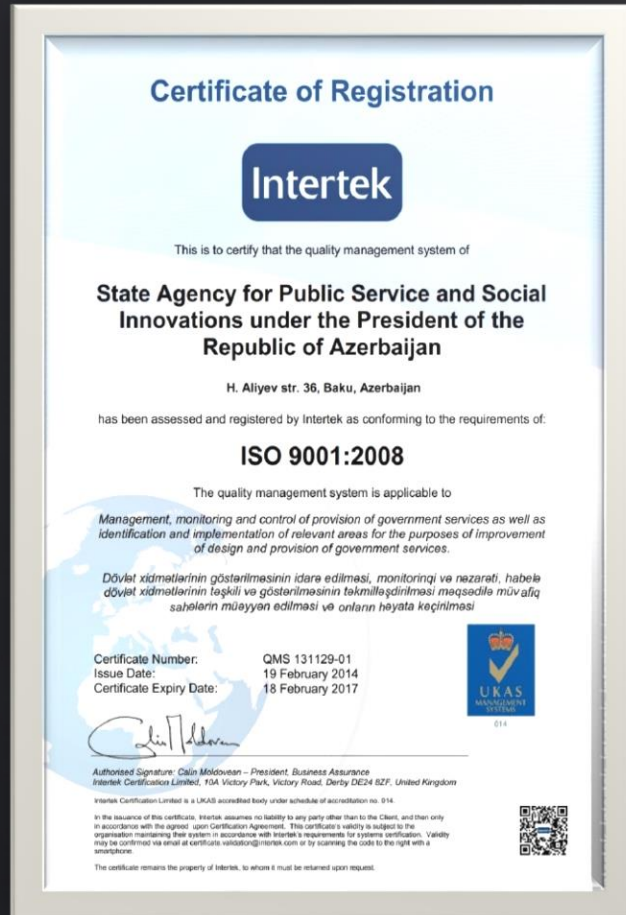 Certificate of Registration
Intertek
This is to certify that the quality management system of
State Agency for Public Service and Social
Innovations under the President of the
Republic of Azerbaijan
H. Aliyev str. 36, Baku, Azerbaijan
has been assessed and registered by Intertek as conforming to the requirements of:
ISO 9001:2008
The quality management system is applicable to
Management, monitoring and control of provision of government services as well as
identification and implementation of relevant areas for the purposes of improvement
of design and provision of government services.
Dövlət xidmətlərinin göstərilməsinin idarə edilməsi, monitorinqi və nəzarəti, habelə
dövlət xidmətlərinin təşkili və göstərilməsinin təkmilləşdirilməsi məqsədilə müvafiq
sahələrin müəyyən edilməsi və onların həyata keçirilməsi
Certificate Number: QMS 131129-01
Issue Date: 19 February 2014
Certificate Expiry Date: 18 February 2017
UKAS
MANAGEMENT
SYSTEMS
014
Authorised Signature: Calin Moldovean – President, Business Assurance
Intertek Certification Limited, 10A Victory Park, Victory Road, Derby DE24 8ZF, United Kingdom
Intertek Certification Limited is a UKAS accredited body under schedule of accreditation no. 014
In the issuance of this certificate, Intertek assumes no liability to any party other than to the Client, and then only
in accordance with the agreed upon Certification Agreement. This certificate's validity is subject to the
organisation maintaining their system in accordance with Intertek's requirements for systems certification. Validity
may be confirmed via email at certificate.validation@intertek.com or by scanning the code to the right with a
smartphone.
The certificate remains the property of Intertek, to whom it must be returned upon request.